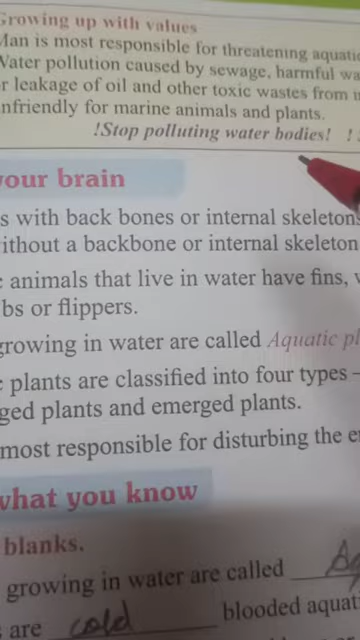 Growing up with values
Man is most responsible for threatening aquatic
Water pollution caused by sewage, harmful
r leakage of oil and other toxic wastes from
nfriendly for marine animals and plants.
!Stop polluting water bodies! !
your brain
s with back bones or internal skeletons
ithout a backbone or internal skeleton
animals that live in water have fins,
bs or flippers.
growing in water are called Aquatic pl
plants are classified into four types –
ged plants and emerged plants.
most responsible for disturbing the
what you know
blanks.
growing in water are called ___ Aq
are cold blooded aquat